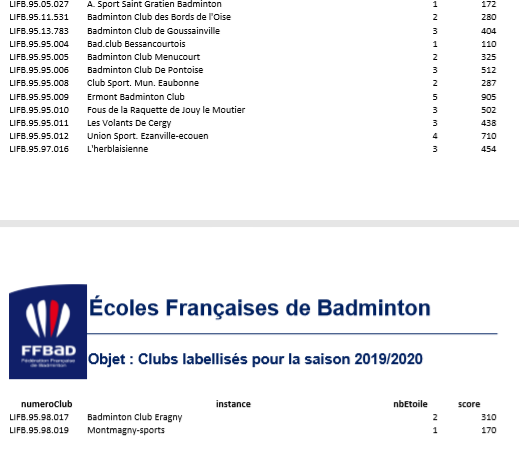 LIFB.95.05.027 A. Sport Saint Gratien Badminton 1 172
LIFB.95.11.531 Badminton Club des Bords de l'Oise 2 280
LIFB.95.13.783 Badminton Club de Goussainville 3 404
LIFB.95.95.004 Bad.club Bessancourtois 1 110
LIFB.95.95.005 Badminton Club Menucourt 2 325
LIFB.95.95.006 Badminton Club De Pontoise 3 512
LIFB.95.95.008 Club Sport. Mun. Eaubonne 2 287
LIFB.95.95.009 Ermont Badminton Club 5 905
LIFB.95.95.010 Fous de la Raquette de Jouy le Moutier 3 502
LIFB.95.95.011 Les Volants De Cergy 3 438
LIFB.95.95.012 Union Sport. Ezanville-ecouen 4 710
LIFB.95.97.016 L'herblaisienne 3 454
Écoles Françaises de Badminton
FFBaD
Fédération Française
de Badminton
Objet : Clubs labellisés pour la saison 2019/2020
numeroClub instance nbEtoile score
LIFB.95.98.017 Badminton Club Eragny 2 310
LIFB.95.98.019 Montmagny-sports 1 170